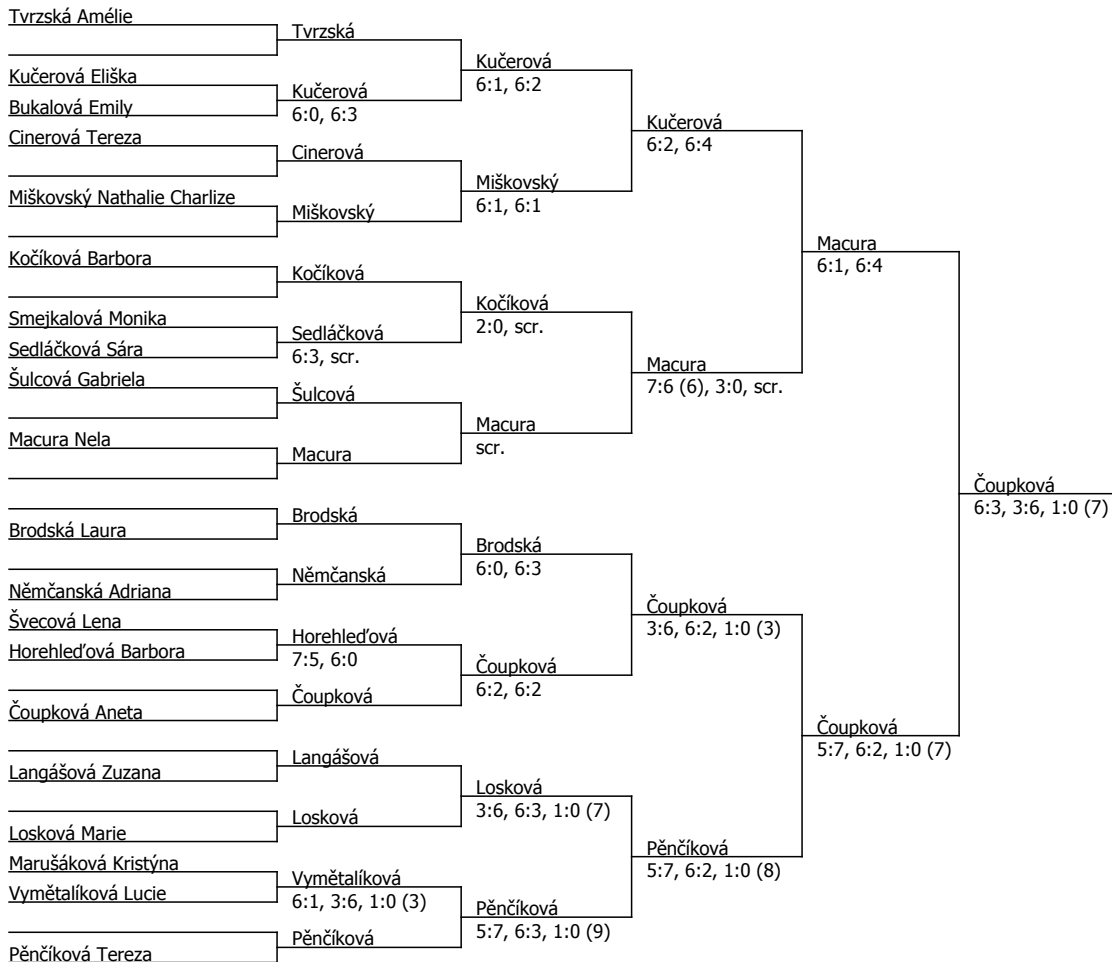 Tvrzská Amélie
Tvrzská
Kučerová
6:1, 6:2
Kučerová Eliška
Kučerová
6:0, 6:3
Bukalová Emily
Kučerová
6:2, 6:4
Cinerová Tereza
Cinerová
Miškovský
6:1, 6:1
Miškovský Nathalie Charlize
Miškovský
Macura
6:1, 6:4
Kočíková Barbora
Kočíková
Kočíková
2:0, scr.
Smejkalová Monika
Sedláčková
6:3, scr.
Sedláčková Sára
Macura
7:6 (6), 3:0, scr.
Šulcová Gabriela
Šulcová
Macura
scr.
Macura Nela
Macura
Čoupková
6:3, 3:6, 1:0 (7)
Brodská
Brodská Laura
Brodská
6:0, 6:3
Němčanská
Němčanská Adriana
Čoupková
3:6, 6:2, 1:0 (3)
Švecová Lena
Horehleďová
7:5, 6:0
Horehleďová Barbora
Čoupková
6:2, 6:2
Čoupková
Čoupková Aneta
Čoupková
5:7, 6:2, 1:0 (7)
Langášová
Langášová Zuzana
Losková
3:6, 6:3, 1:0 (7)
Losková
Losková Marie
Pěnčíková
5:7, 6:2, 1:0 (8)
Marušáková Kristýna
Vymětalíková
6:1, 3:6, 1:0 (3)
Vymětalíková Lucie
Pěnčíková
5:7, 6:3, 1:0 (9)
Pěnčíková
Pěnčíková Tereza